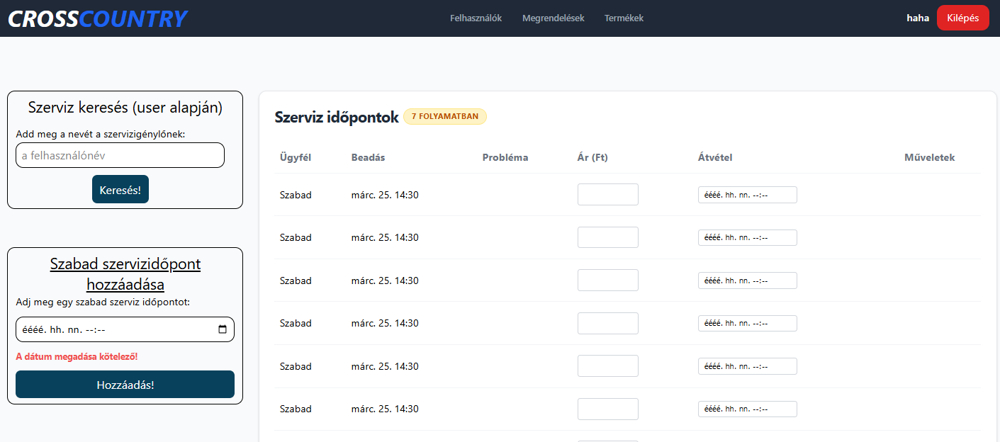 CROSSCOUNTRY
Felhasználók Megrendelések Termékek
haha Kilépés
Szerviz keresés (user alapján)
Add meg a nevét a szervizigénylőnek:
a felhasználónév
Keresés!
Szabad szervizidőpont
hozzáadása
Adj meg egy szabad szerviz időpontot:
éééé. hh. nn. --:--
A dátum megadása kötelező!
Hozzáadás!
Szerviz időpontok 7 FOLYAMATBAN
Ügyfél Beadás Probléma Ár (Ft) Átvétel Műveletek
Szabad márc. 25. 14:30 éééé. hh. nn. --:--
Szabad márc. 25. 14:30 éééé. hh. nn. --:--
Szabad márc. 25. 14:30 éééé. hh. nn. --:--
Szabad márc. 25. 14:30 éééé. hh. nn. --:--
Szabad márc. 25. 14:30 éééé. hh. nn. --:--
Szabad márc. 25. 14:30 éééé. hh. nn. --:--